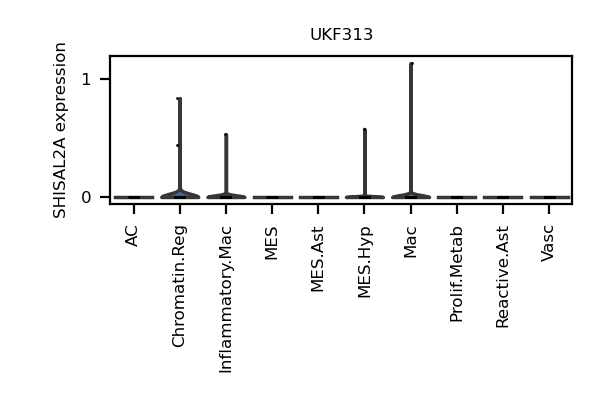 UKF313
SHISAL2A expression
1
0
AC
Chromatin.Reg
Inflammatory.Mac
MES
MES.Ast
MES.Hyp
Mac
Prolif.Metab
Reactive.Ast
Vasc